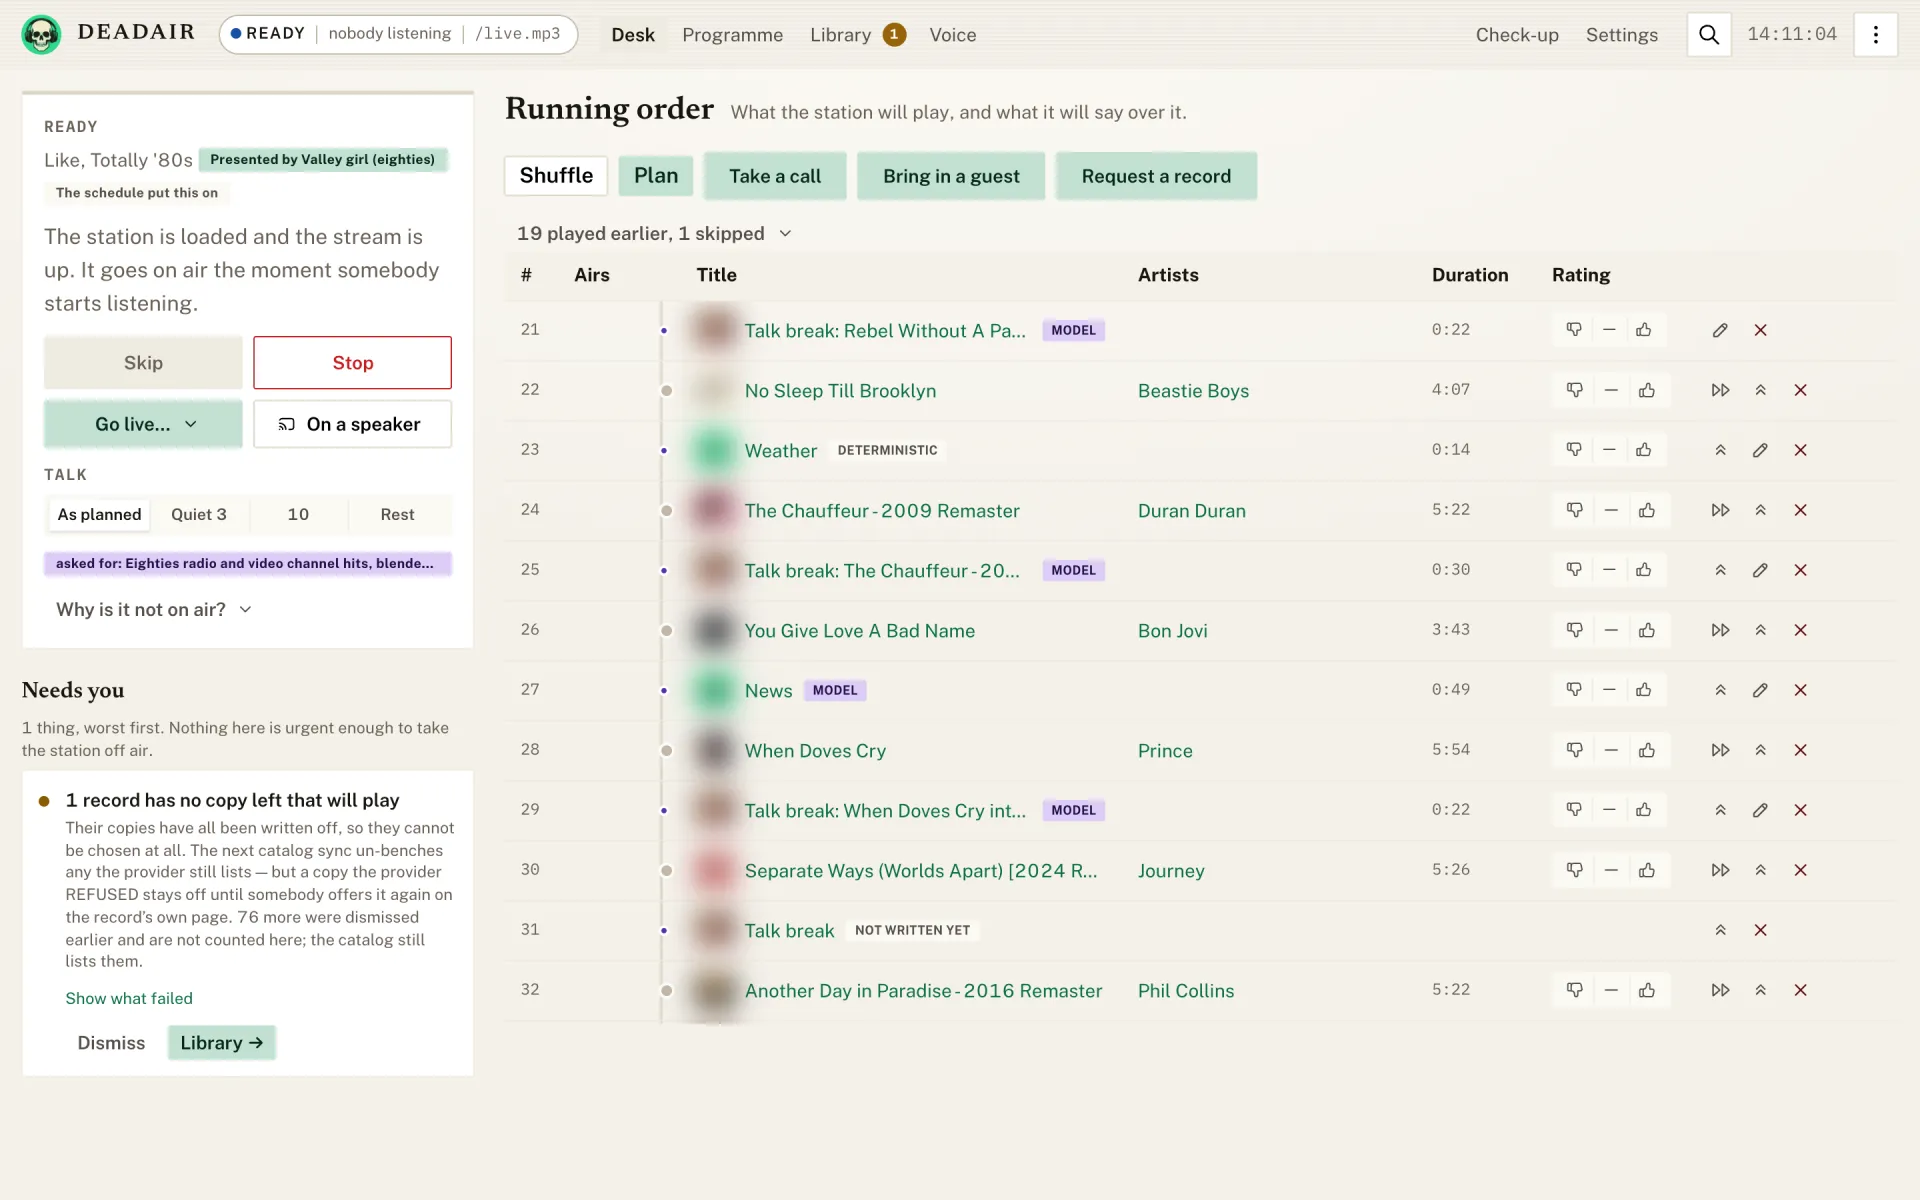 DEADAIR
READY | nobody listening | /live.mp3
Desk Programme Library 1 Voice
Check-up Settings 14:11:04
READY
Like, Totally '80s Presented by Valley girl (eighties)
The schedule put this on
The station is loaded and the stream is
up. It goes on air the moment somebody
starts listening.
Skip Stop
Go live... On a speaker
TALK
As planned Quiet 3 10 Rest
asked for: Eighties radio and video channel hits, blende...
Why is it not on air?
Needs you
1 thing, worst first. Nothing here is urgent enough to take
the station off air.
1 record has no copy left that will play
Their copies have all been written off, so they cannot
be chosen at all. The next catalog sync un-benches
any the provider still lists — but a copy the provider
REFUSED stays off until somebody offers it again on
the record's own page. 76 more were dismissed
earlier and are not counted here; the catalog still
lists them.
Show what failed
Dismiss Library →
Running order What the station will play, and what it will say over it.
Shuffle Plan Take a call Bring in a guest Request a record
19 played earlier, 1 skipped
# Airs Title Artists Duration Rating
21 Talk break: Rebel Without A Pa... MODEL 0:22
22 No Sleep Till Brooklyn Beastie Boys 4:07
23 Weather DETERMINISTIC 0:14
24 The Chauffeur - 2009 Remaster Duran Duran 5:22
25 Talk break: The Chauffeur - 20... MODEL 0:30
26 You Give Love A Bad Name Bon Jovi 3:43
27 News MODEL 0:49
28 When Doves Cry Prince 5:54
29 Talk break: When Doves Cry int... MODEL 0:22
30 Separate Ways (Worlds Apart) [2024 R... Journey 5:26
31 Talk break NOT WRITTEN YET
32 Another Day in Paradise - 2016 Remaster Phil Collins 5:22